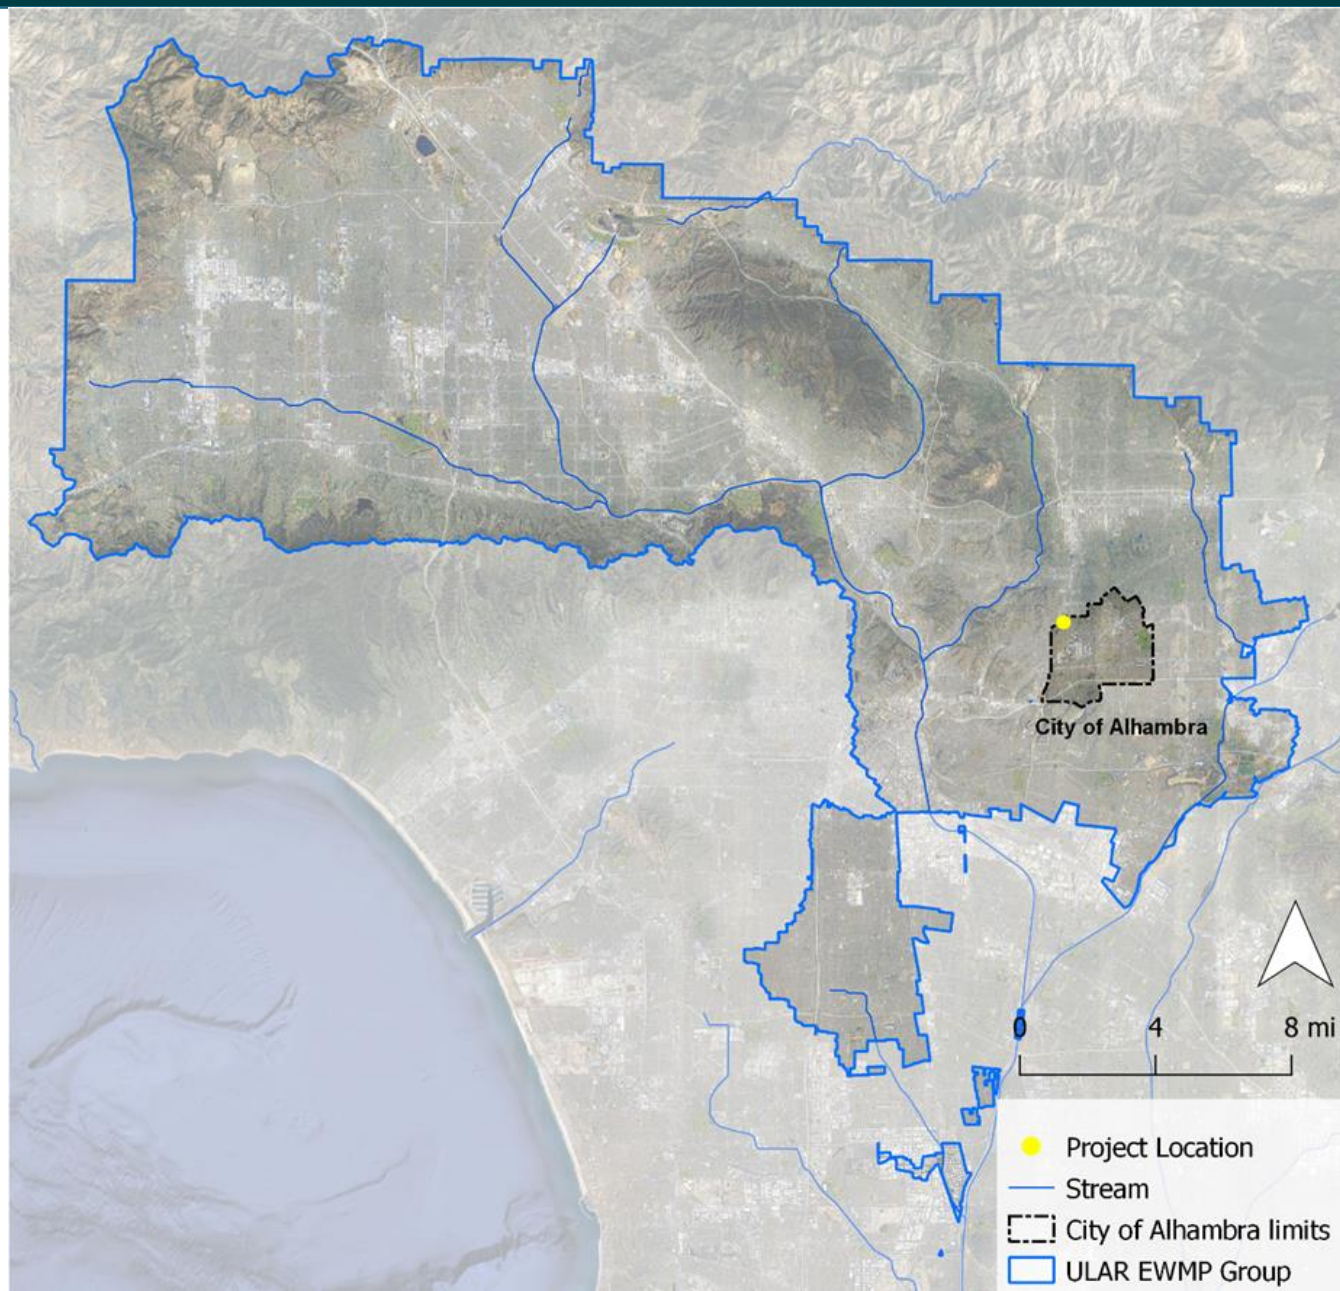 City of Alhambra
0 4 8 mi
Project Location
Stream
City of Alhambra limits
ULAR EWMP Group